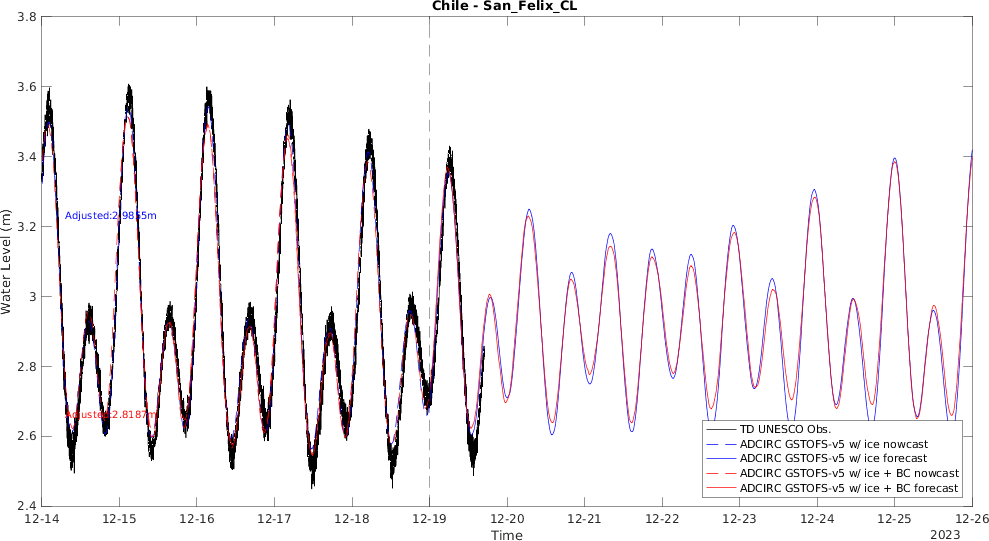 Chile - San_Felix_CL
3.8
3.6
3.4
3.2
3
2.8
2.6
2.4
Water Level (m)
Adjusted:2.9855m
Adjusted:2.8187m
TD UNESCO Obs.
ADCIRC GSTOFS-v5 w/ ice nowcast
ADCIRC GSTOFS-v5 w/ ice forecast
ADCIRC GSTOFS-v5 w/ ice + BC nowcast
ADCIRC GSTOFS-v5 w/ ice + BC forecast
12-14 12-15 12-16 12-17 12-18 12-19 12-20 12-21 12-22 12-23 12-24 12-25 12-26
Time
2023